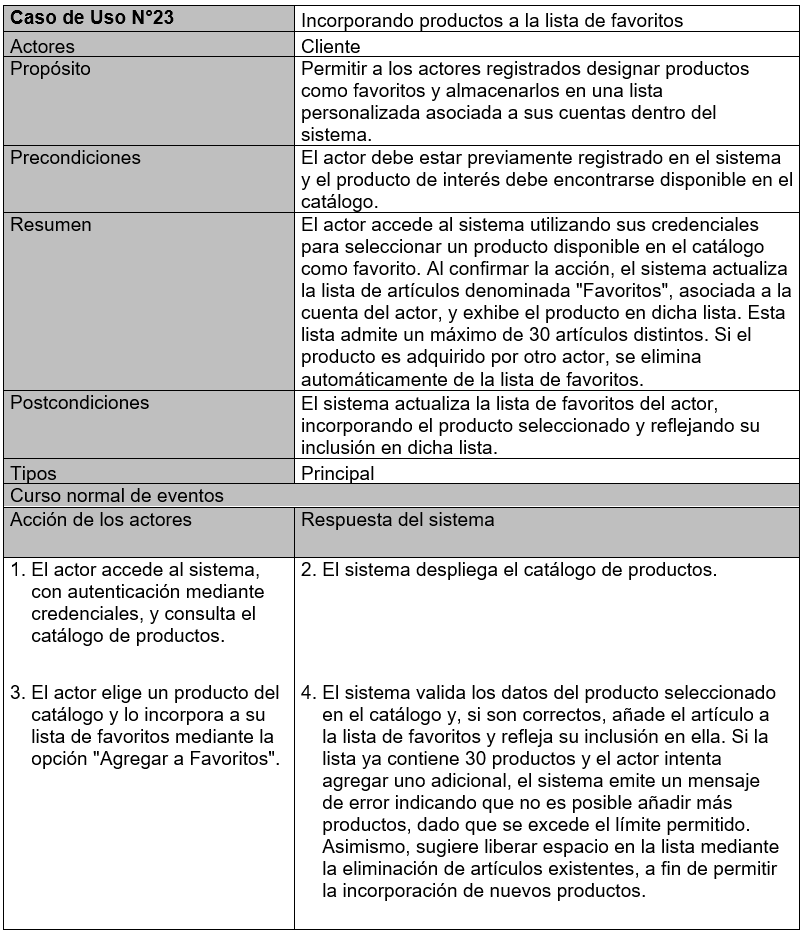 Caso de Uso N°23
Incorporando productos a la lista de favoritos
Actores
Cliente
Propósito
Permitir a los actores registrados designar productos
como favoritos y almacenarlos en una lista
personalizada asociada a sus cuentas dentro del
sistema.
Precondiciones
El actor debe estar previamente registrado en el sistema
y el producto de interés debe encontrarse disponible en el
catálogo.
Resumen
El actor accede al sistema utilizando sus credenciales
para seleccionar un producto disponible en el catálogo
como favorito. Al confirmar la acción, el sistema actualiza
la lista de artículos denominada "Favoritos", asociada a la
cuenta del actor, y exhibe el producto en dicha lista. Esta
lista admite un máximo de 30 artículos distintos. Si el
producto es adquirido por otro actor, se elimina
automáticamente de la lista de favoritos.
Postcondiciones
El sistema actualiza la lista de favoritos del actor,
incorporando el producto seleccionado y reflejando su
inclusión en dicha lista.
Tipos
Principal
Curso normal de eventos
Acción de los actores
Respuesta del sistema
1. El actor accede al sistema,
con autenticación mediante
credenciales, y consulta el
catálogo de productos.
2. El sistema despliega el catálogo de productos.
3. El actor elige un producto del
catálogo y lo incorpora a su
lista de favoritos mediante la
opción "Agregar a Favoritos".
4. El sistema valida los datos del producto seleccionado
en el catálogo y, si son correctos, añade el artículo a
la lista de favoritos y refleja su inclusión en ella. Si la
lista ya contiene 30 productos y el actor intenta
agregar uno adicional, el sistema emite un mensaje
de error indicando que no es posible añadir más
productos, dado que se excede el límite permitido.
Asimismo, sugiere liberar espacio en la lista mediante
la eliminación de artículos existentes, a fin de permitir
la incorporación de nuevos productos.